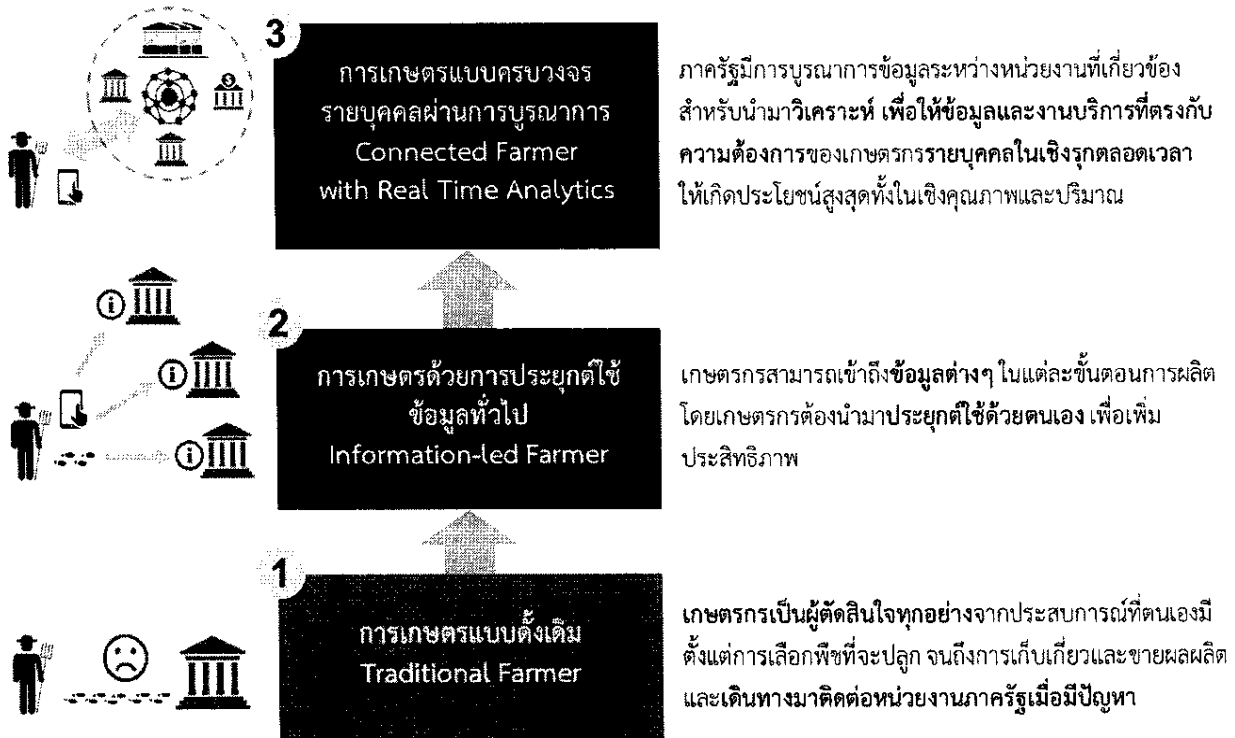 3
การเกษตรแบบครบวงจร
รายบุคคลผ่านการบูรณาการ
Connected Farmer
with Real Time Analytics
ภาครัฐมีการบูรณาการข้อมูลระหว่างหน่วยงานที่เกี่ยวข้อง
สำหรับนำมาวิเคราะห์ เพื่อให้ข้อมูลและงานบริการที่ตรงกับ
ความต้องการของเกษตรกรรายบุคคลในเชิงรุกตลอดเวลา
ให้เกิดประโยชน์สูงสุดทั้งในเชิงคุณภาพและปริมาณ
2
การเกษตรด้วยการประยุกต์ใช้
ข้อมูลทั่วไป
Information-led Farmer
เกษตรกรสามารถเข้าถึงข้อมูลต่างๆ ในแต่ละขั้นตอนการผลิต
โดยเกษตรกรต้องนำมาประยุกต์ใช้ด้วยตนเอง เพื่อเพิ่ม
ประสิทธิภาพ
1
การเกษตรแบบดั้งเดิม
Traditional Farmer
เกษตรกรเป็นผู้ตัดสินใจทุกอย่างจากประสบการณ์ที่ตนเองมี
ตั้งแต่การเลือกพืชที่จะปลูก จนถึงการเก็บเกี่ยวและขายผลผลิต
และเดินทางมาติดต่อหน่วยงานภาครัฐเมื่อมีปัญหา